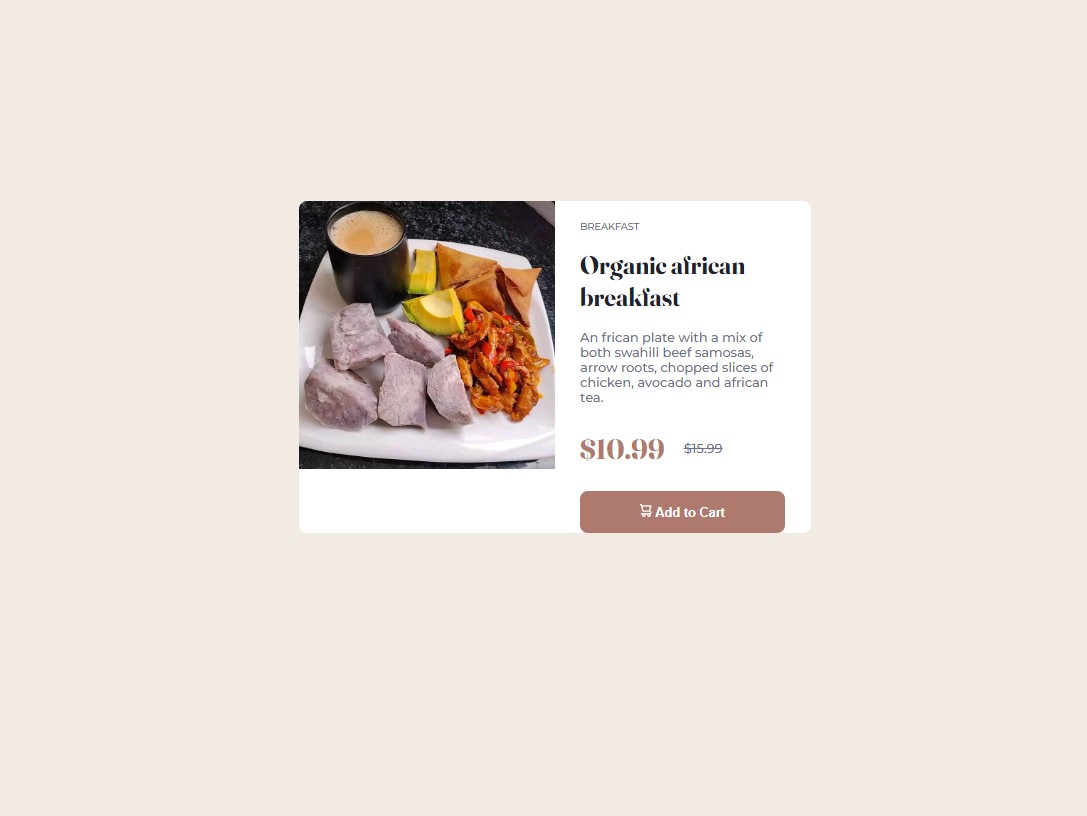 BREAKFAST
Organic african
breakfast
An frican plate with a mix of
both swahili beef samosas,
arrow roots, chopped slices of
chicken, avocado and african
tea.
$10.99 $15.99
Add to Cart